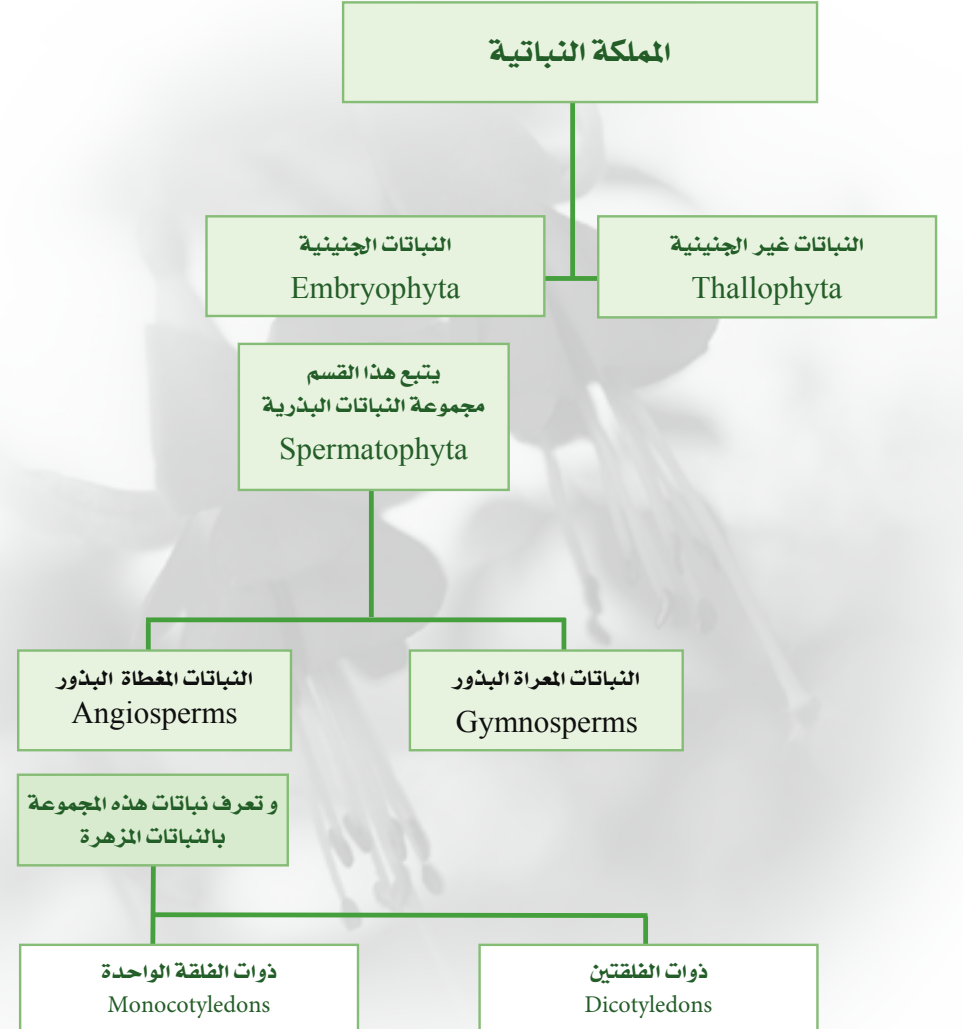 المملكة النباتية
النباتات غير الجنينية
Thallophyta
النباتات الجنينية
Embryophyta
يتبع هذا القسم
مجموعة النباتات البذرية
Spermatophyta
النباتات المعراة البذور
Gymnosperms
النباتات المغطاة البذور
Angiosperms
و تعرف نباتات هذه المجموعة
بالنباتات المزهرة
ذوات الفلقتين
Dicotyledons
ذوات الفلقة الواحدة
Monocotyledons